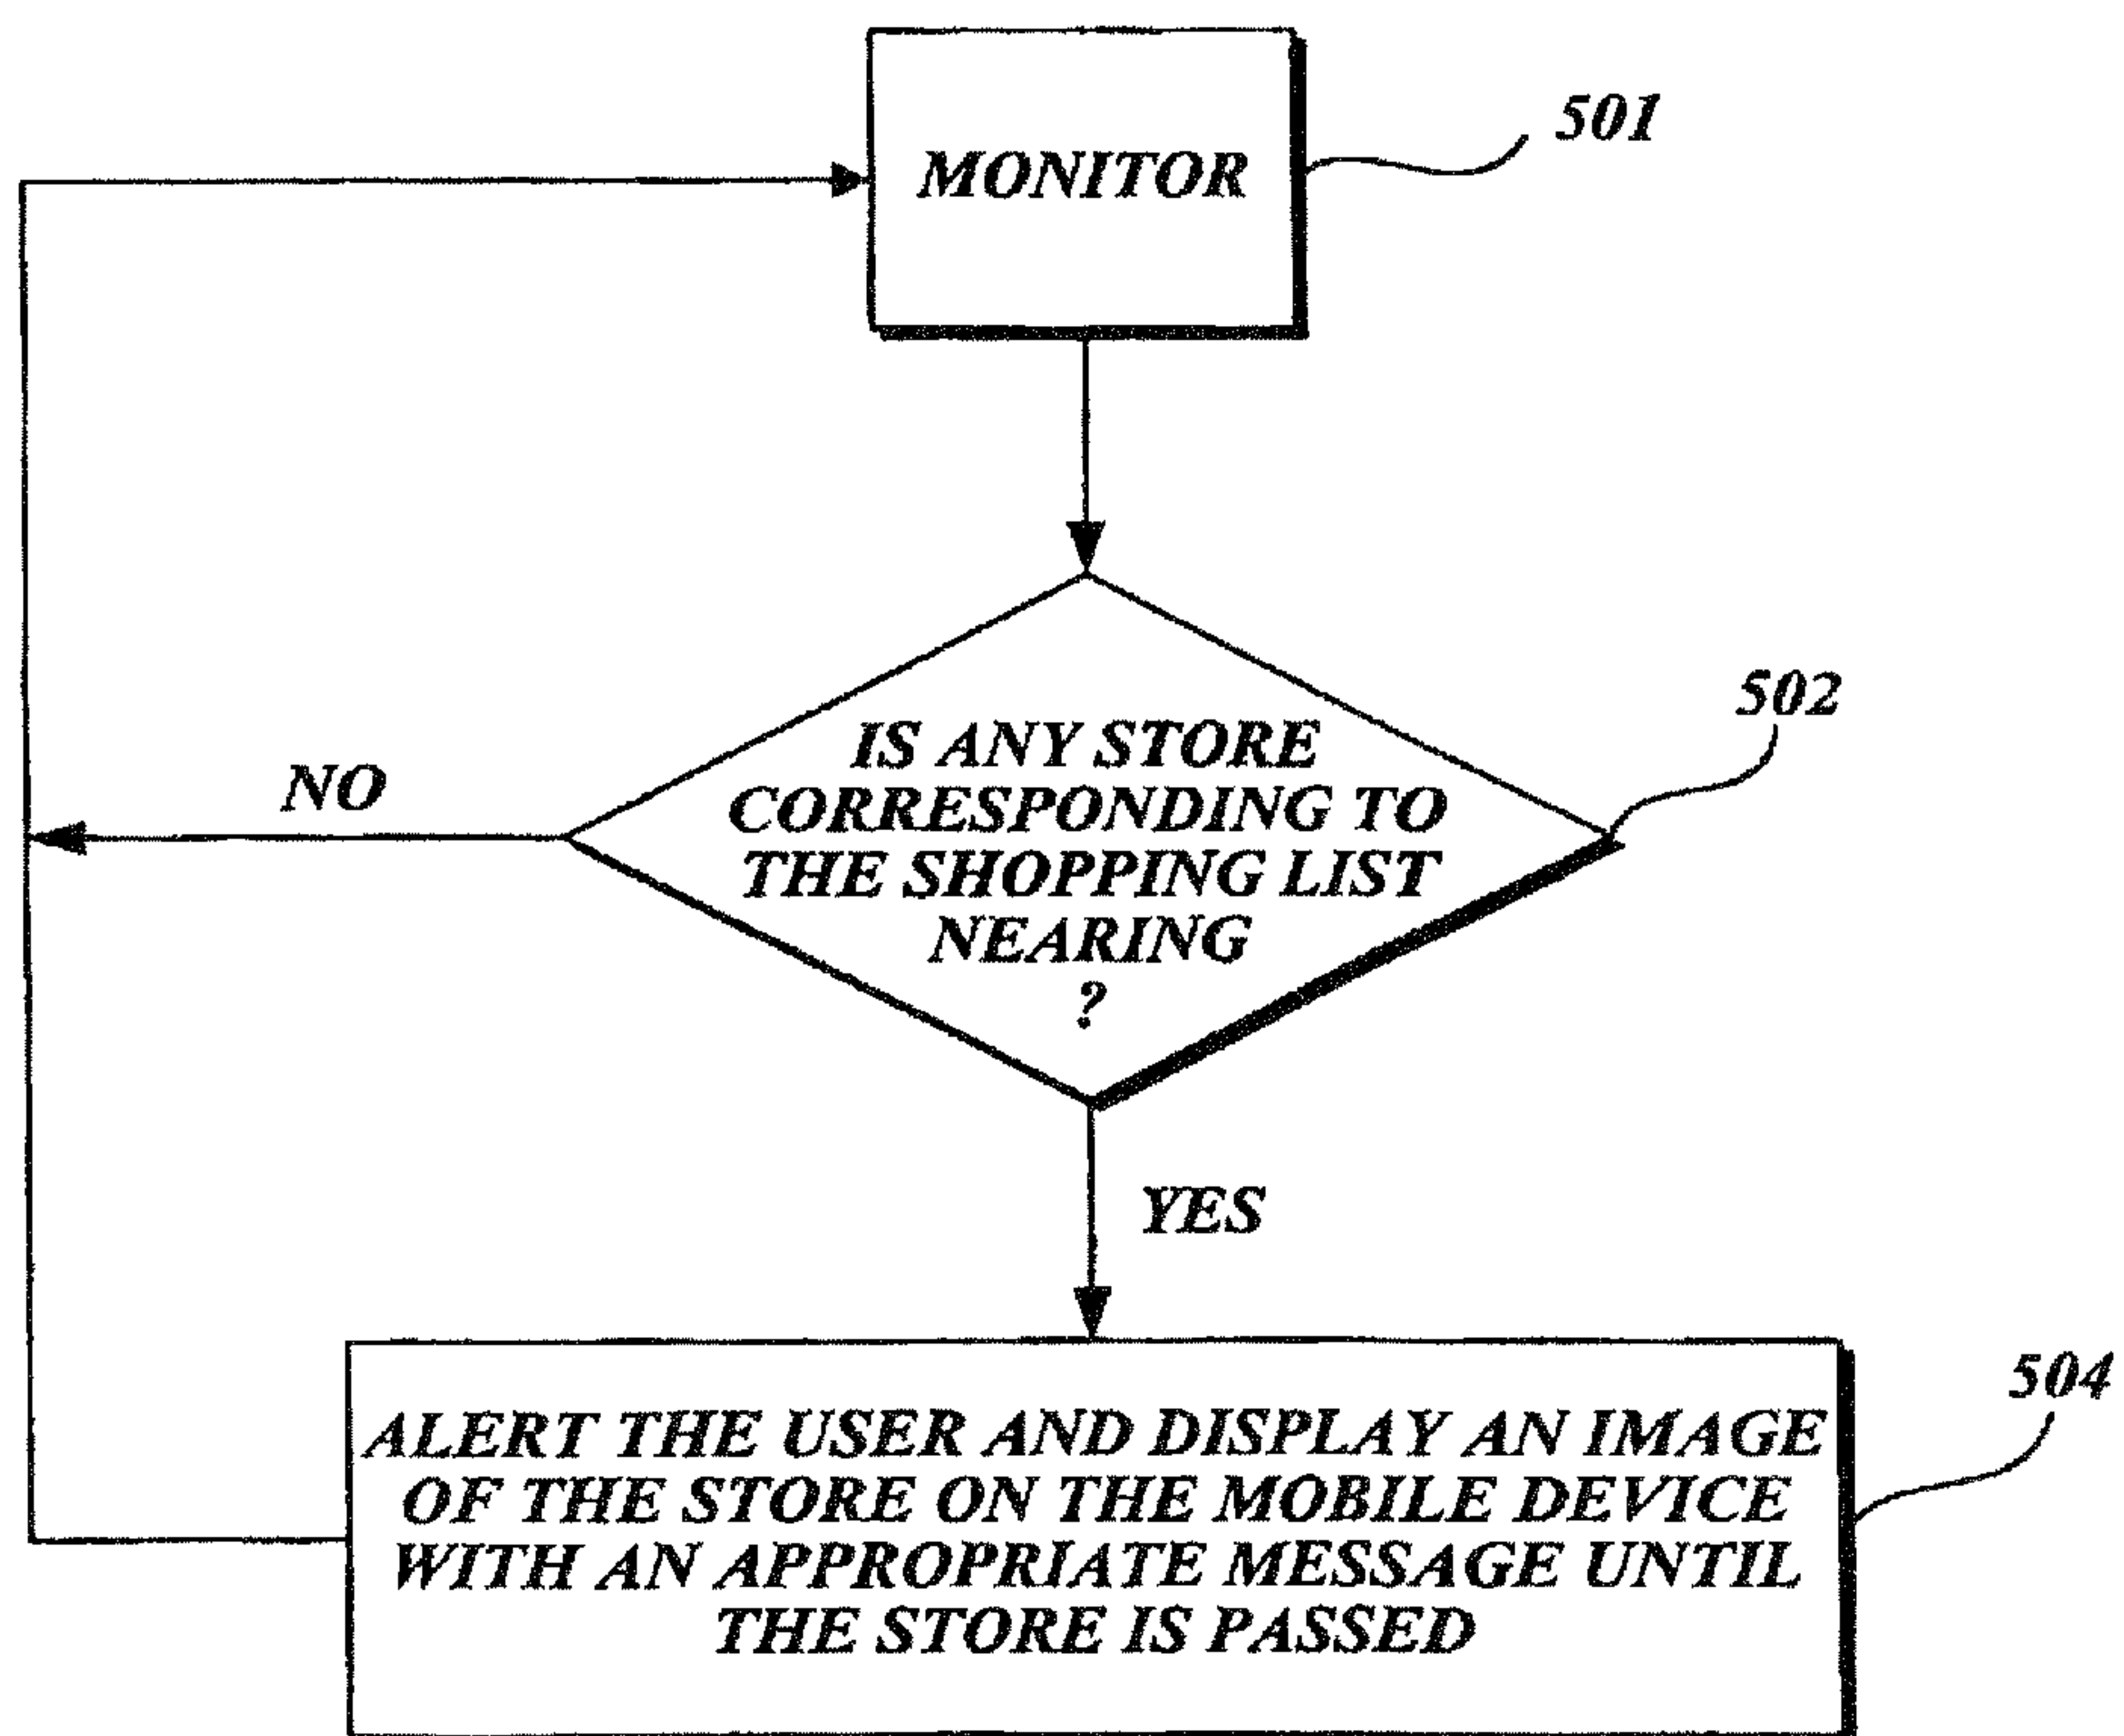 MONITOR
501
IS ANY STORE
CORRESPONDING TO
THE SHOPPING LIST
NEARING
?
502
NO
YES
ALERT THE USER AND DISPLAY AN IMAGE
OF THE STORE ON THE MOBILE DEVICE
WITH AN APPROPRIATE MESSAGE UNTIL
THE STORE IS PASSED
504